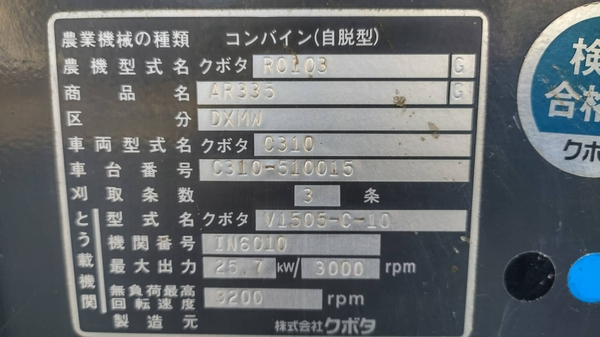 農業機械の種類 コンバイン(自脱型)
農機型式名 クボタ R0103 G
商品名 AR335 G
区分 DXMW
車両型式名 クボタ C310
車台番号 C310-510015
刈取条数 3 条
とう載機関
型式名 クボタ V1505-C-10
機関番号 IN6010
最大出力 25.7 kW/ 3000 rpm
無負荷最高回転速度 3200 rpm
製造元 株式会社クボタ
検
合格
クボ